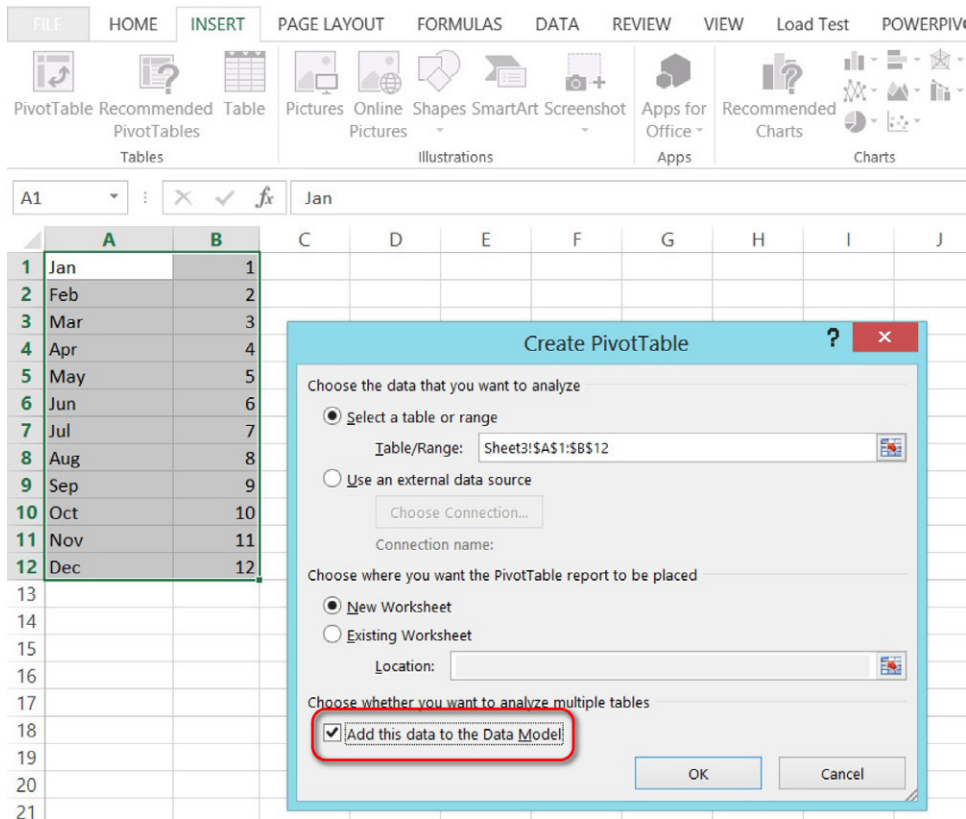 FILE HOME INSERT PAGE LAYOUT FORMULAS DATA REVIEW VIEW Load Test POWERPIV
PivotTable Recommended PivotTables Table Pictures Online Pictures Shapes SmartArt Screenshot Apps for Office Recommended Charts
Tables Illustrations Apps Charts
A1 fx Jan
A B C D E F G H I J
1 Jan 1
2 Feb 2
3 Mar 3
4 Apr 4
5 May 5
6 Jun 6
7 Jul 7
8 Aug 8
9 Sep 9
10 Oct 10
11 Nov 11
12 Dec 12
13
14
15
16
17
18
19
20
21
Create PivotTable ?
Choose the data that you want to analyze
Select a table or range
Table/Range: Sheet3!$A$1:$B$12
Use an external data source
Choose Connection...
Connection name:
Choose where you want the PivotTable report to be placed
New Worksheet
Existing Worksheet
Location:
Choose whether you want to analyze multiple tables
Add this data to the Data Model
OK Cancel